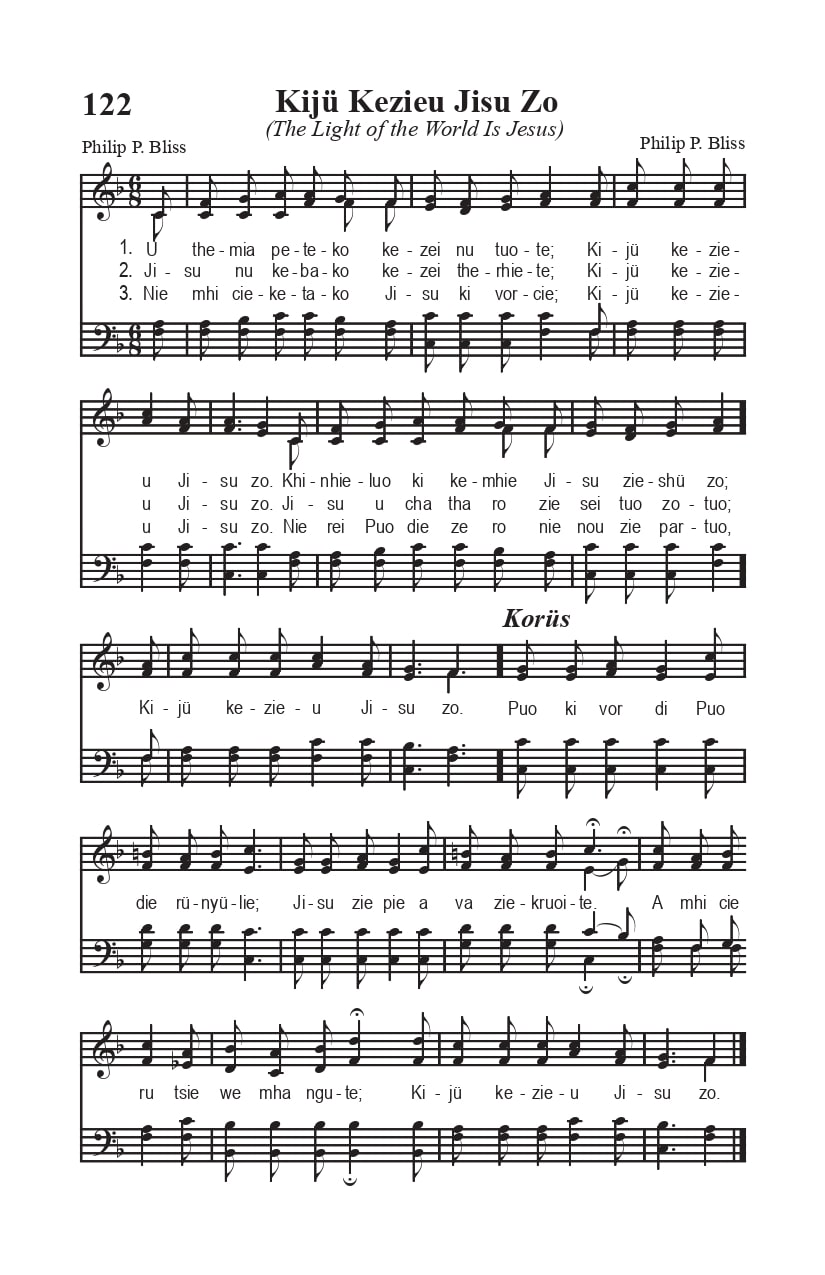 122
Kijü Kezieu Jisu Zo
(The Light of the World Is Jesus)
Philip P. Bliss
Philip P. Bliss
1. U the-mia pe-te-ko ke-zei nu tuo-te; Ki-jü ke-zie-
2. Ji-su nu ke-ba-ko ke-zei the-rhie-te; Ki-jü ke-zie-
3. Nie mhi cie-ke-ta-ko Ji-su ki vor-cie; Ki-jü ke-zie-
u Ji-su zo. Khi-nhie-luo ki ke-mhie Ji-su zie-shü zo;
u Ji-su zo. Ji-su u cha tha ro zie sei tuo zo-tuo;
u Ji-su zo. Nie rei Puo die ze ro nie nou zie par-tuo,
Korüs
Ki-jü ke-zie-u Ji-su zo. Puo ki vor di Puo
die rü-nyü-lie; Ji-su zie pie a va zie-kruoi-te. A mhi cie
ru tsie we mha ngu-te; Ki-jü ke-zie-u Ji-su zo.